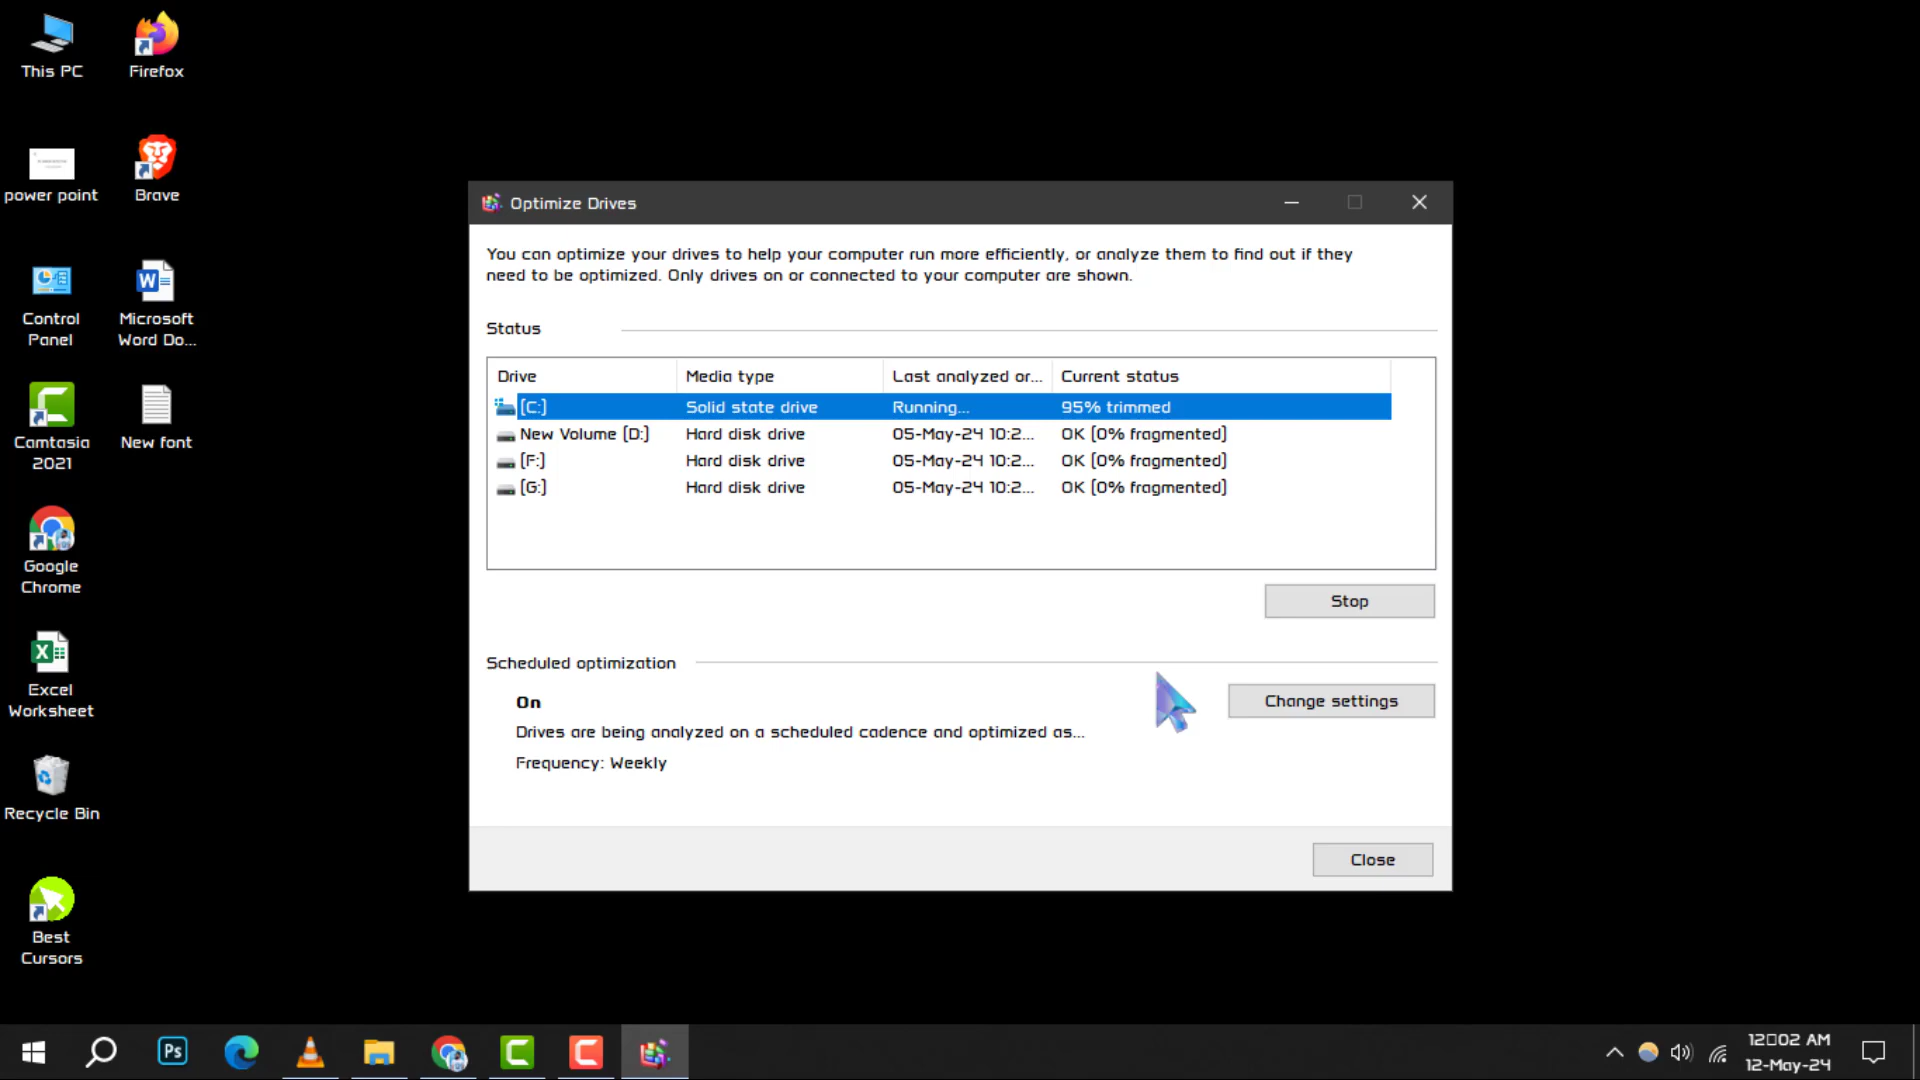 This PC
Firefox
power point
Brave
Control
Panel
Microsoft
Word Do...
Camtasia
2021
New font
Google
Chrome
Excel
Worksheet
Recycle Bin
Best
Cursors
Optimize Drives
You can optimize your drives to help your computer run more efficiently, or analyze them to find out if they
need to be optimized. Only drives on or connected to your computer are shown.
Status
Drive Media type Last analyzed or... Current status
(C:) Solid state drive Running... 95% trimmed
New Volume (D:) Hard disk drive 05-May-24 10:2... OK (0% fragmented)
(F:) Hard disk drive 05-May-24 10:2... OK (0% fragmented)
(G:) Hard disk drive 05-May-24 10:2... OK (0% fragmented)
Stop
Scheduled optimization
On
Change settings
Drives are being analyzed on a scheduled cadence and optimized as...
Frequency: Weekly
Close
Ps
12▯02 AM
12-May-24